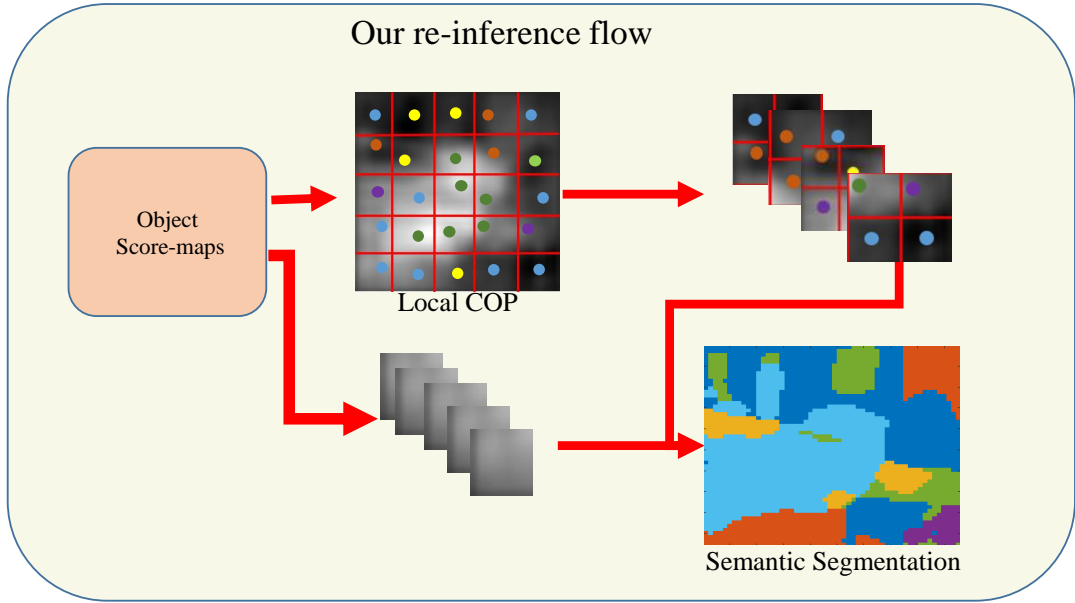 Our re-inference flow
Object
Score-maps
Local COP
Semantic Segmentation